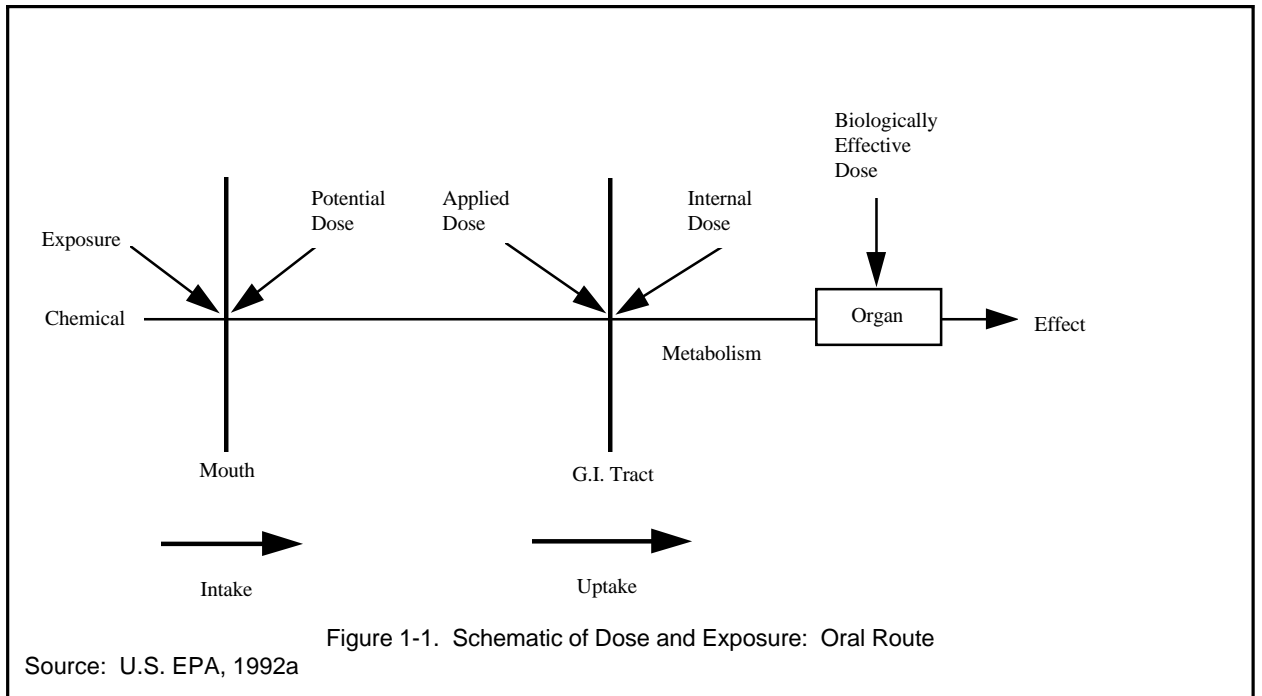 Biologically
Effective
Dose
Potential
Dose
Applied
Dose
Internal
Dose
Exposure
Chemical
Organ
Effect
Metabolism
Mouth
G.I. Tract
Intake
Uptake
Figure 1-1. Schematic of Dose and Exposure: Oral Route
Source: U.S. EPA, 1992a